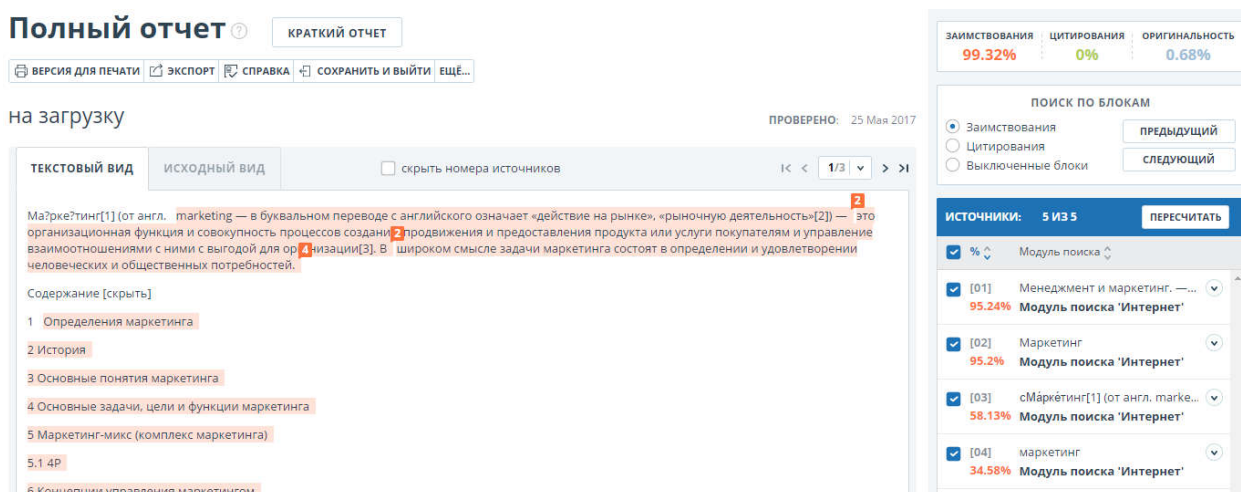 Полный отчет ?
КРАТКИЙ ОТЧЕТ
ВЕРСИЯ ДЛЯ ПЕЧАТИ ЭКСПОРТ СПРАВКА СОХРАНИТЬ И ВЫЙТИ ЕЩЁ...
на загрузку
ПРОВЕРЕНО: 25 Мая 2017
ТЕКСТОВЫЙ ВИД ИСХОДНЫЙ ВИД скрыть номера источников 1/3
Ма?рке?тинг[1] (от англ. marketing — в буквальном переводе с английского означает «действие на рынке», «рыночную деятельность»[2]) — 2 это
организационная функция и совокупность процессов создани 2 продвижения и предоставления продукта или услуги покупателям и управление
взаимоотношениями с ними с выгодой для ор 4 низации[3]. В широком смысле задачи маркетинга состоят в определении и удовлетворении
человеческих и общественных потребностей.
Содержание [скрыть]
1 Определения маркетинга
2 История
3 Основные понятия маркетинга
4 Основные задачи, цели и функции маркетинга
5 Маркетинг-микс (комплекс маркетинга)
5.1 4P
6 Концепции управления маркетингом
ЗАИМСТВОВАНИЯ ЦИТИРОВАНИЯ ОРИГИНАЛЬНОСТЬ
99.32% 0% 0.68%
ПОИСК ПО БЛОКАМ
Заимствования
Цитирования
Выключенные блоки
ПРЕДЫДУЩИЙ
СЛЕДУЮЩИЙ
ИСТОЧНИКИ: 5 ИЗ 5 ПЕРЕСЧИТАТЬ
% Модуль поиска
[01] Менеджмент и маркетинг. —...
95.24% Модуль поиска 'Интернет'
[02] Маркетинг
95.2% Модуль поиска 'Интернет'
[03] сМа́рке́тинг[1] (от англ. marke...
58.13% Модуль поиска 'Интернет'
[04] маркетинг
34.58% Модуль поиска 'Интернет'